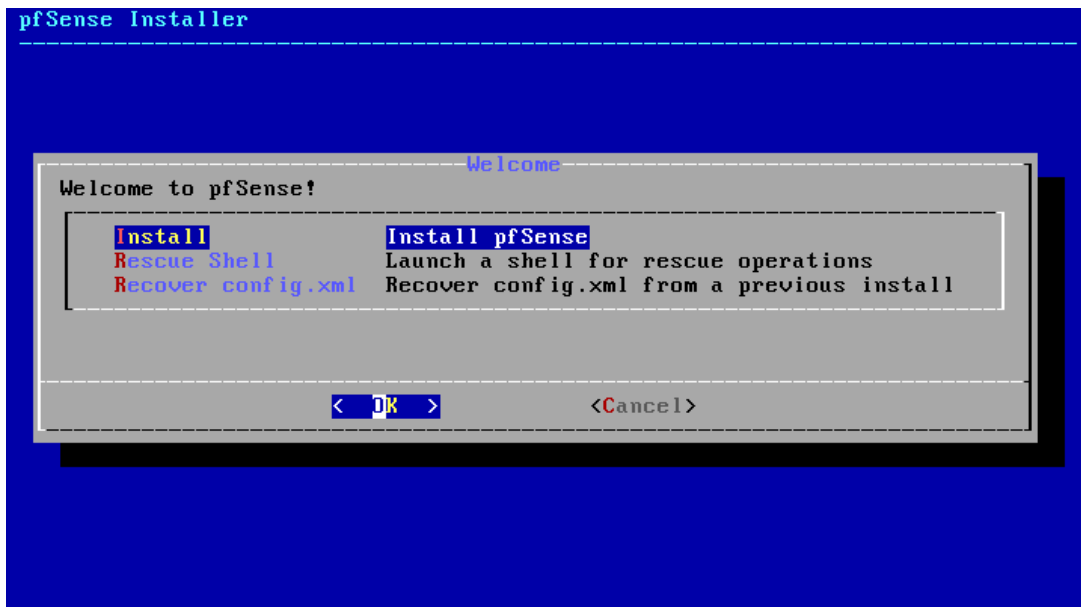 pfSense Installer
Welcome
Welcome to pfSense!
Install Install pfSense
Rescue Shell Launch a shell for rescue operations
Recover config.xml Recover config.xml from a previous install
< OK > <Cancel>